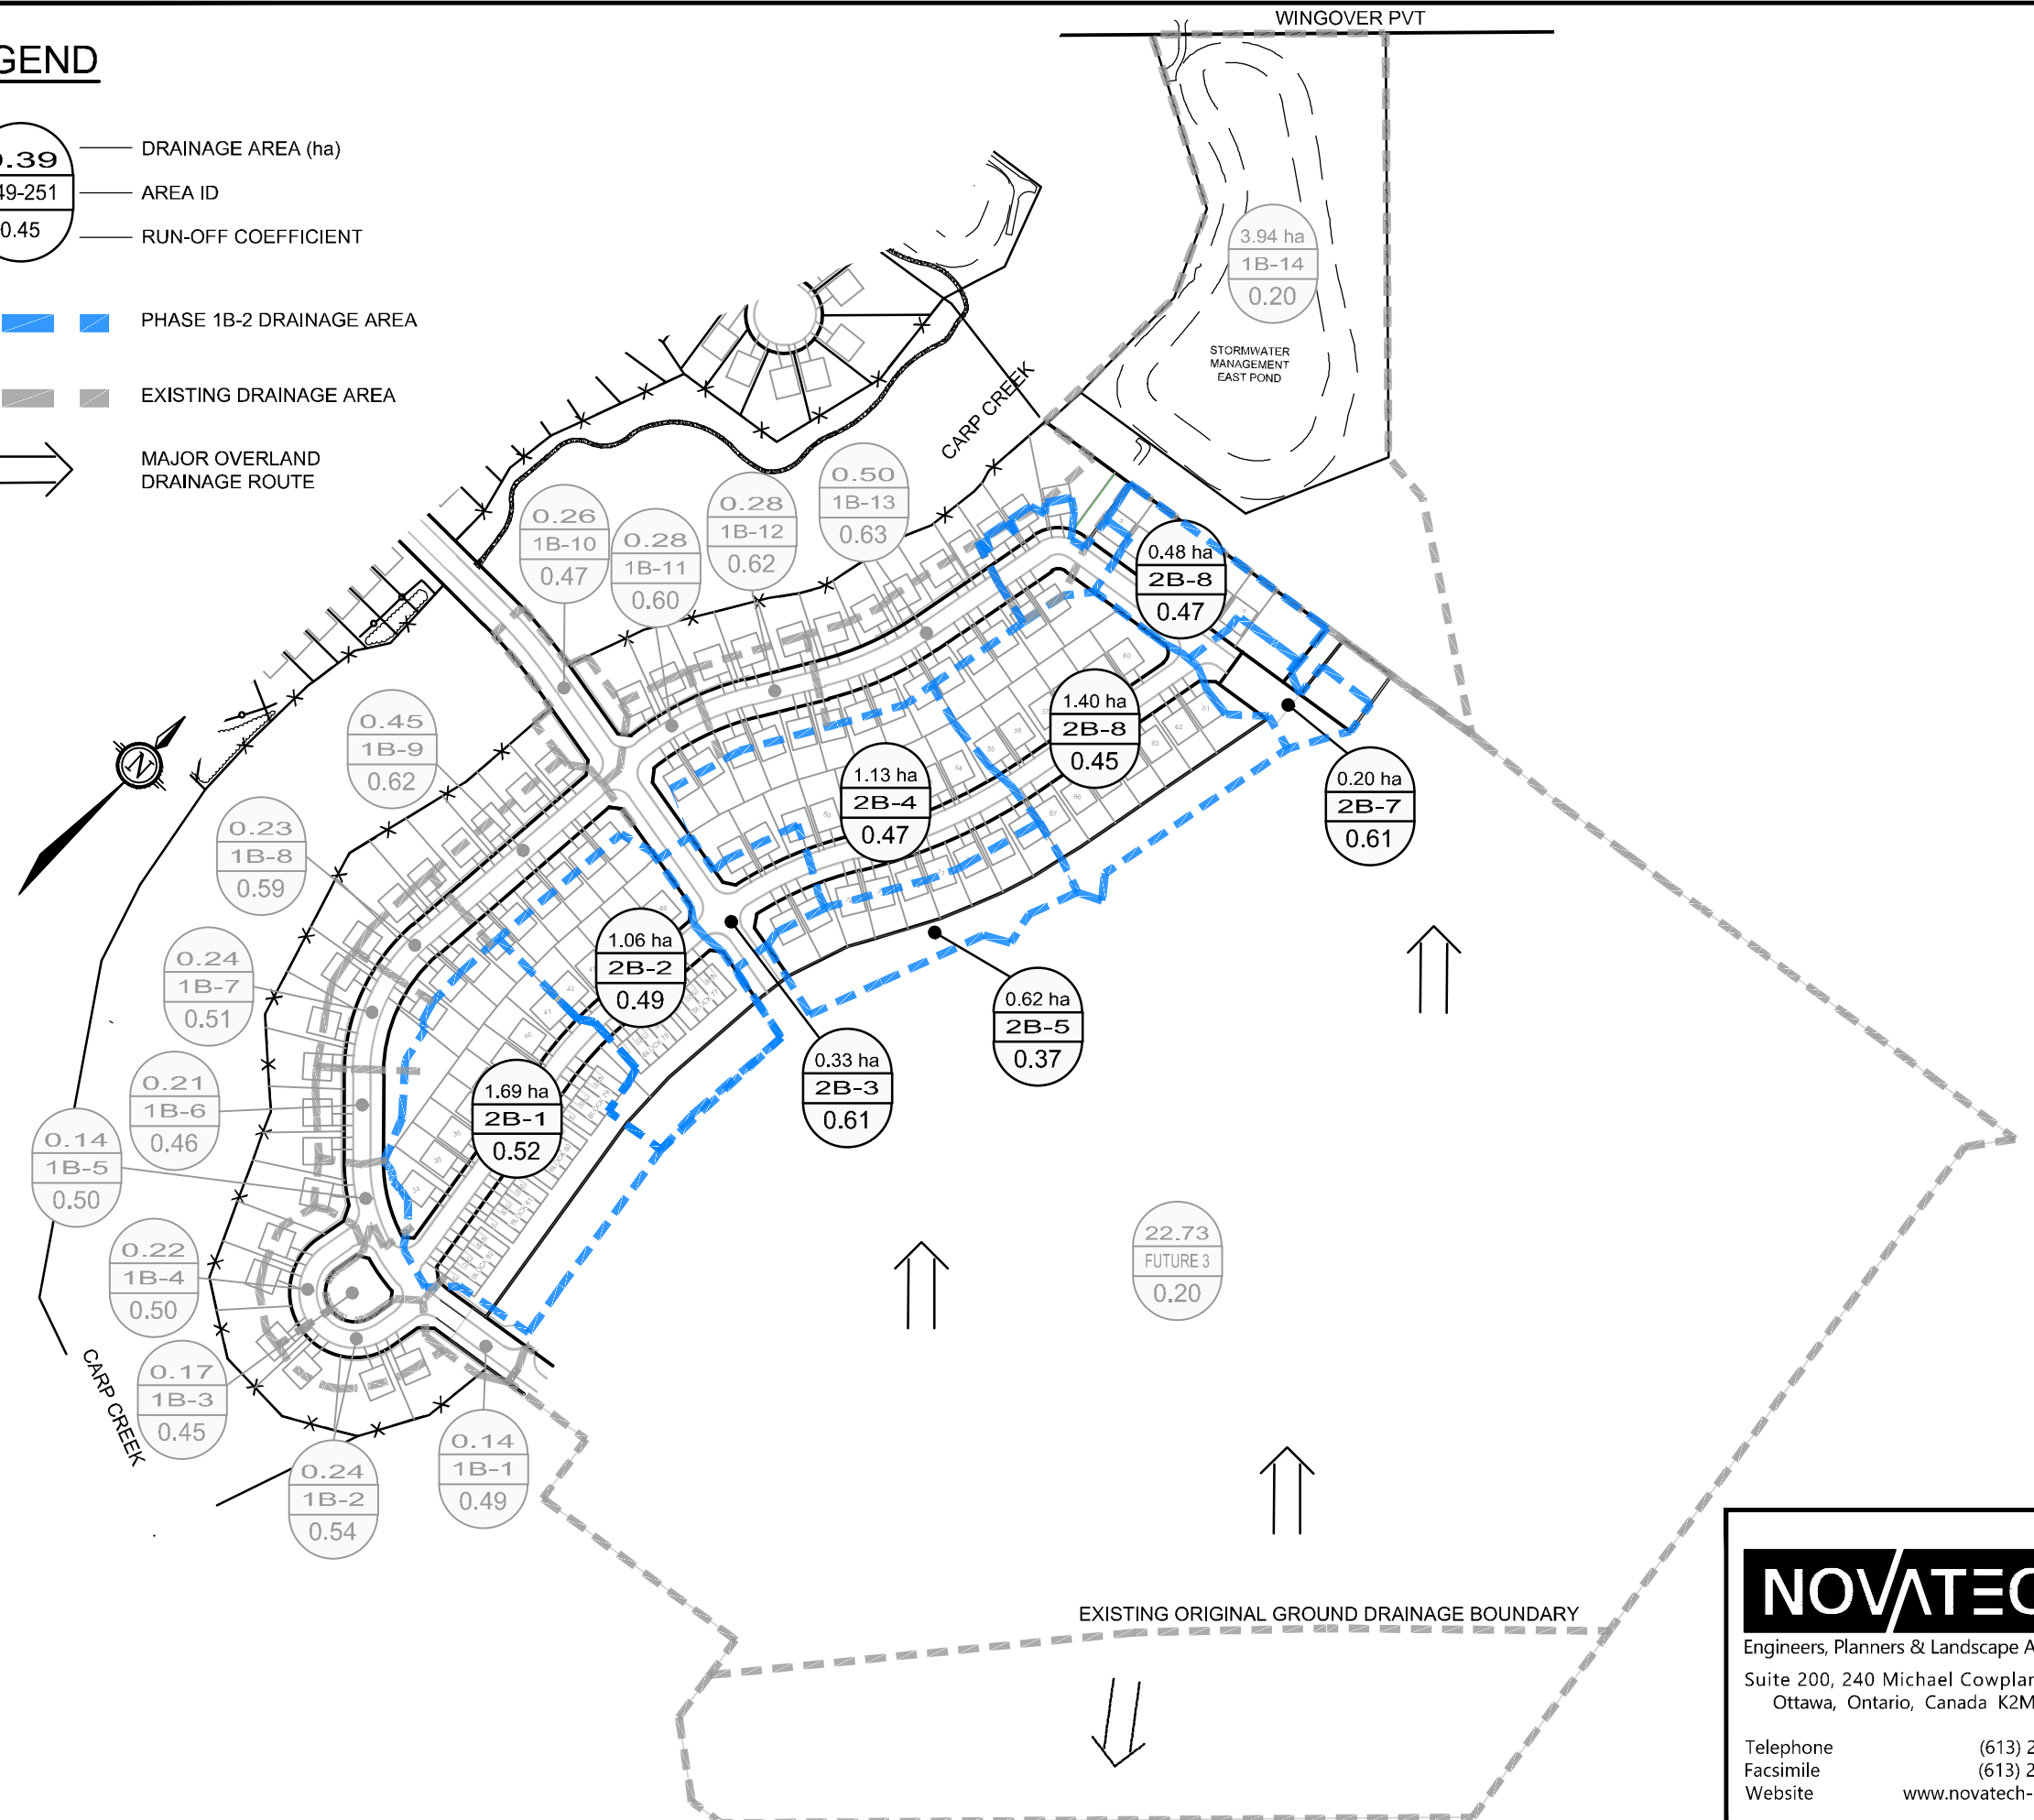 WINGOVER PVT
GEND
0.39
49-251
0.45
DRAINAGE AREA (ha)
AREA ID
RUN-OFF COEFFICIENT
PHASE 1B-2 DRAINAGE AREA
EXISTING DRAINAGE AREA
MAJOR OVERLAND
DRAINAGE ROUTE
3.94 ha
1B-14
0.20
STORMWATER
MANAGEMENT
EAST POND
CARP CREEK
0.50
1B-13
0.63
0.28
1B-12
0.62
0.26
1B-10
0.47
0.28
1B-11
0.60
0.48 ha
2B-8
0.47
1.40 ha
2B-8
0.45
0.45
1B-9
0.62
1.13 ha
2B-4
0.47
0.20 ha
2B-7
0.61
0.23
1B-8
0.59
1.06 ha
2B-2
0.49
0.24
1B-7
0.51
0.62 ha
2B-5
0.37
0.33 ha
2B-3
0.61
0.21
1B-6
0.46
1.69 ha
2B-1
0.52
0.14
1B-5
0.50
0.22
1B-4
0.50
22.73
FUTURE 3
0.20
CARP CREEK
0.17
1B-3
0.45
0.24
1B-2
0.54
0.14
1B-1
0.49
N
EXISTING ORIGINAL GROUND DRAINAGE BOUNDARY
NOVATEC
Engineers, Planners & Landscape A
Suite 200, 240 Michael Cowplan
Ottawa, Ontario, Canada K2M
Telephone (613) 2
Facsimile (613) 2
Website www.novatech-